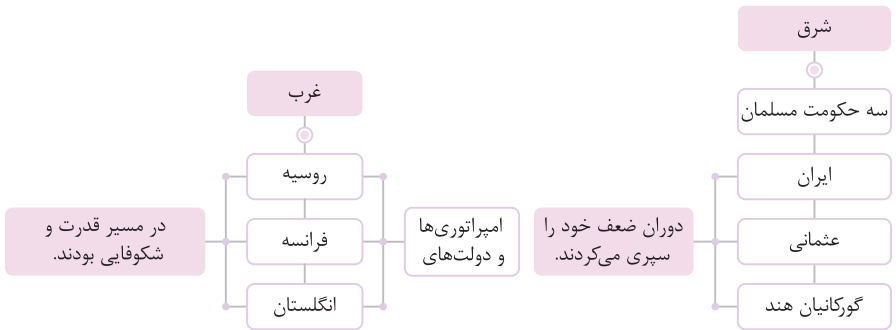 شرق
سه حکومت مسلمان
ایران
عثمانی
گورکانیان هند
دوران ضعف خود را
سپری می‌کردند.
غرب
امپراتوری‌ها
و دولت‌های
روسیه
فرانسه
انگلستان
در مسیر قدرت و
شکوفایی بودند.